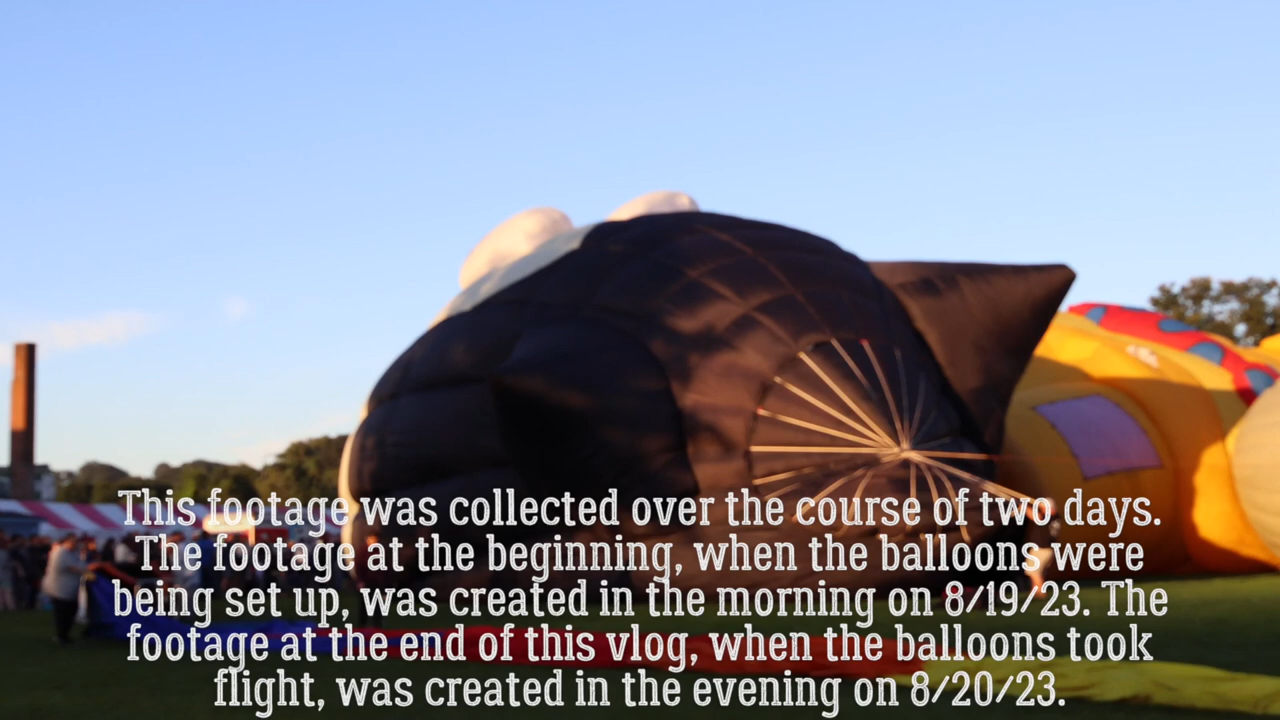 This footage was collected over the course of two days.
The footage at the beginning, when the balloons were
being set up, was created in the morning on 8/19/23. The
footage at the end of this vlog, when the balloons took
flight, was created in the evening on 8/20/23.